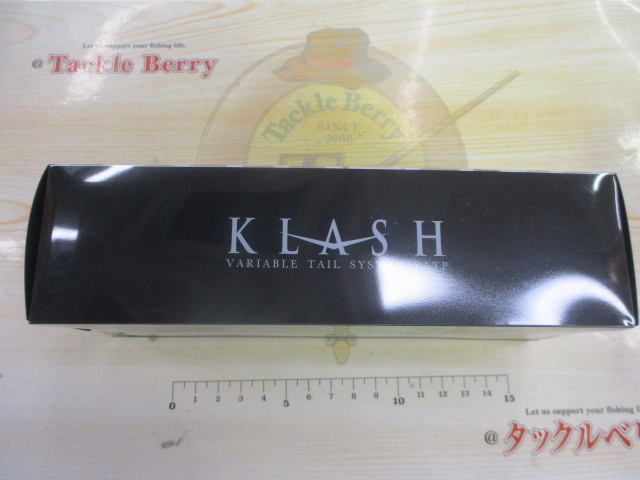 Let us support your fishing life.
@ Tackle Berry
Tackle Berry
SINCE
2000
KLASH
VARIABLE TAIL
0 1 2 3 4 5 6 7 8 9 10 11 12 13 14 15
Let us support your fishing
@ タックルベリ